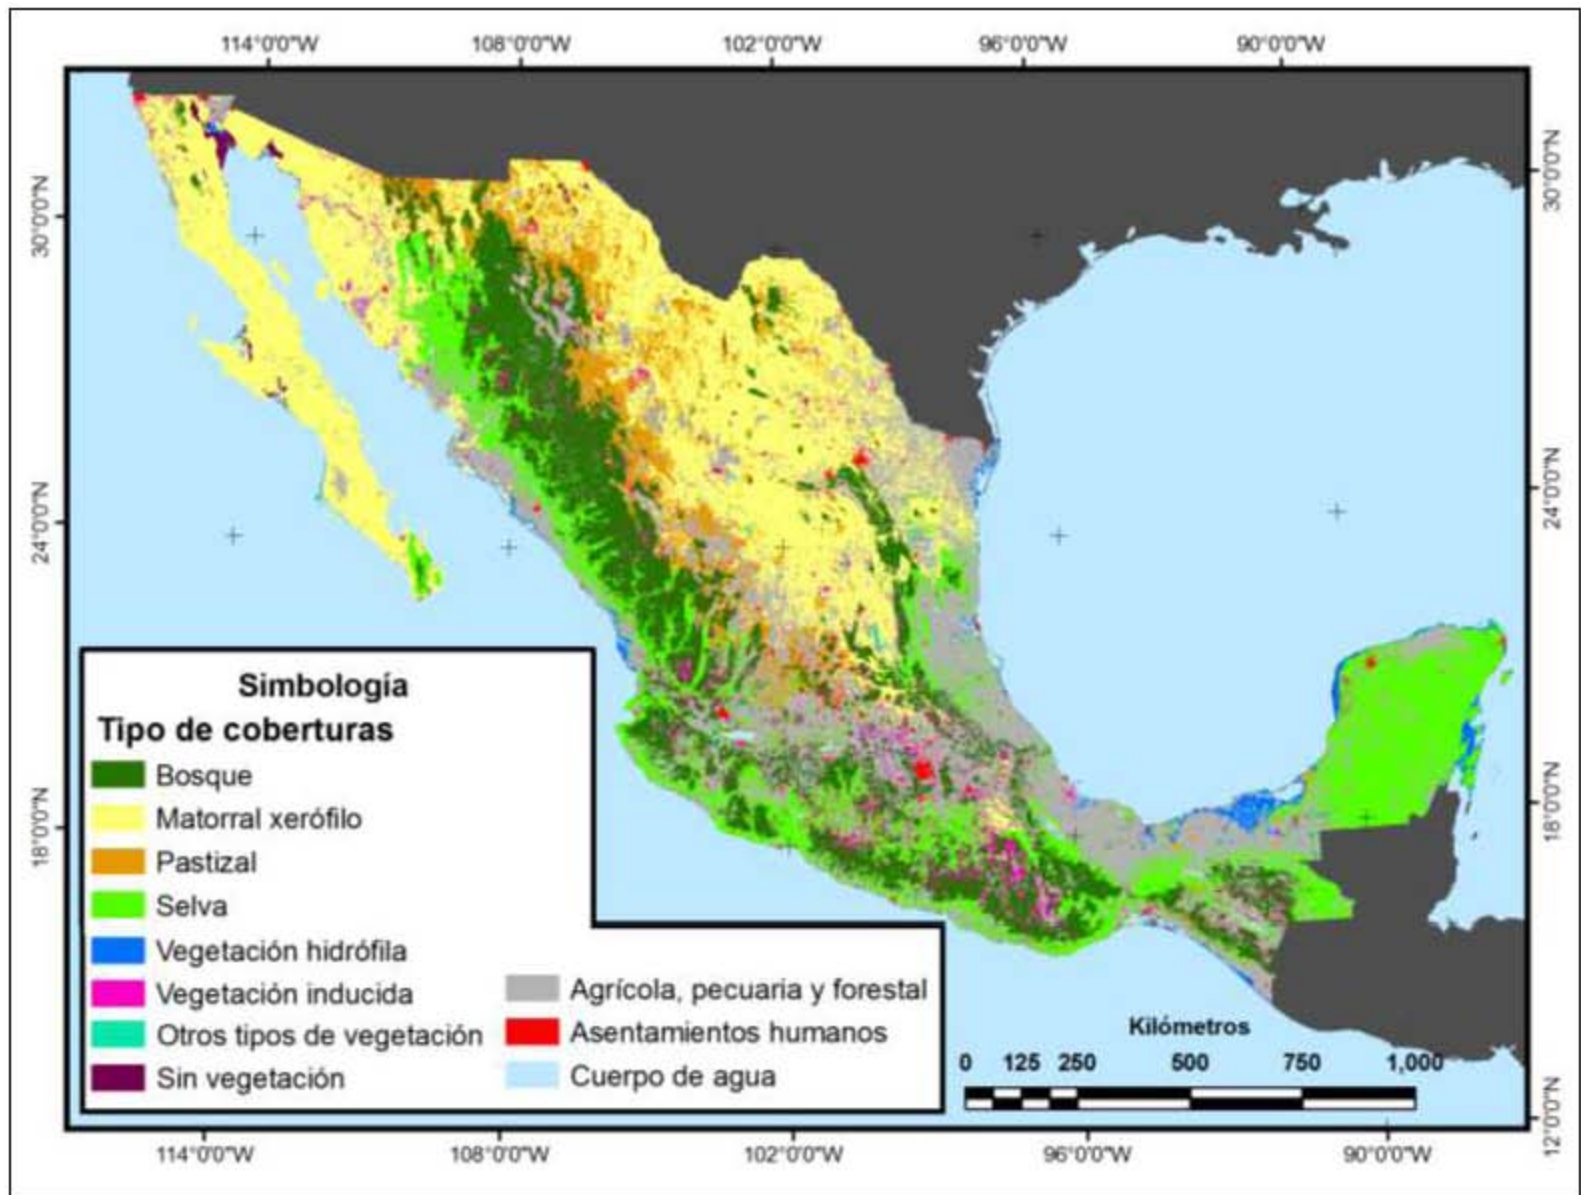 114°0'0"W 108°0'0"W 102°0'0"W 96°0'0"W 90°0'0"W
30°0'0"N
24°0'0"N
18°0'0"N
30°0'0"N
24°0'0"N
18°0'0"N
12°0'0"N
Simbología
Tipo de coberturas
Bosque
Matorral xerófilo
Pastizal
Selva
Vegetación hidrófila
Vegetación inducida
Otros tipos de vegetación
Sin vegetación
Agrícola, pecuaria y forestal
Asentamientos humanos
Cuerpo de agua
Kilómetros
0 125 250 500 750 1,000
114°0'0"W 108°0'0"W 102°0'0"W 96°0'0"W 90°0'0"W